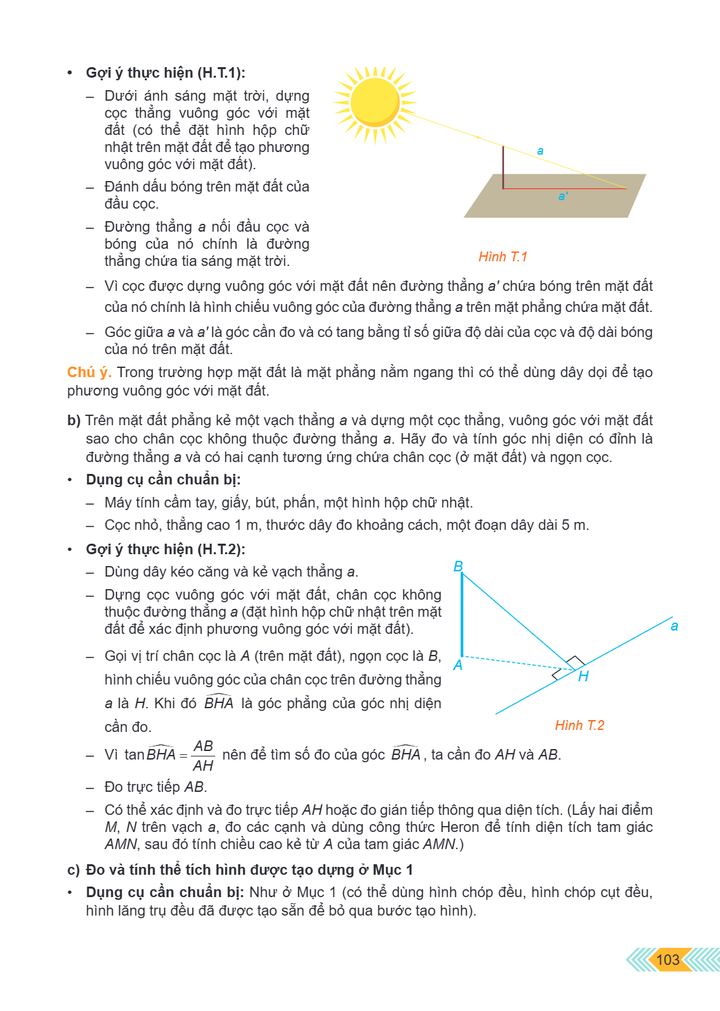 • Gợi ý thực hiện (H.T.1):
– Dưới ánh sáng mặt trời, dựng
cọc thẳng vuông góc với mặt
đất (có thể đặt hình hộp chữ
nhật trên mặt đất để tạo phương
vuông góc với mặt đất).
– Đánh dấu bóng trên mặt đất của
đầu cọc.
– Đường thẳng a nối đầu cọc và
bóng của nó chính là đường
thẳng chứa tia sáng mặt trời.
a
a'
Hình T.1
– Vì cọc được dựng vuông góc với mặt đất nên đường thẳng a' chứa bóng trên mặt đất
của nó chính là hình chiếu vuông góc của đường thẳng a trên mặt phẳng chứa mặt đất.
– Góc giữa a và a' là góc cần đo và có tang bằng tỉ số giữa độ dài của cọc và độ dài bóng
của nó trên mặt đất.
Chú ý. Trong trường hợp mặt đất là mặt phẳng nằm ngang thì có thể dùng dây dọi để tạo
phương vuông góc với mặt đất.
b) Trên mặt đất phẳng kẻ một vạch thẳng a và dựng một cọc thẳng, vuông góc với mặt đất
sao cho chân cọc không thuộc đường thẳng a. Hãy đo và tính góc nhị diện có đỉnh là
đường thẳng a và có hai cạnh tương ứng chứa chân cọc (ở mặt đất) và ngọn cọc.
• Dụng cụ cần chuẩn bị:
– Máy tính cầm tay, giấy, bút, phấn, một hình hộp chữ nhật.
– Cọc nhỏ, thẳng cao 1 m, thước dây đo khoảng cách, một đoạn dây dài 5 m.
• Gợi ý thực hiện (H.T.2):
– Dùng dây kéo căng và kẻ vạch thẳng a.
– Dựng cọc vuông góc với mặt đất, chân cọc không
thuộc đường thẳng a (đặt hình hộp chữ nhật trên mặt
đất để xác định phương vuông góc với mặt đất).
– Gọi vị trí chân cọc là A (trên mặt đất), ngọn cọc là B,
hình chiếu vuông góc của chân cọc trên đường thẳng
a là H. Khi đó BHA là góc phẳng của góc nhị diện
cần đo.
B
a
A
H
Hình T.2
– Vì tan BHA = AB/AH nên để tìm số đo của góc BHA, ta cần đo AH và AB.
– Đo trực tiếp AB.
– Có thể xác định và đo trực tiếp AH hoặc đo gián tiếp thông qua diện tích. (Lấy hai điểm
M, N trên vạch a, đo các cạnh và dùng công thức Heron để tính diện tích tam giác
AMN, sau đó tính chiều cao kẻ từ A của tam giác AMN.)
c) Đo và tính thể tích hình được tạo dựng ở Mục 1
• Dụng cụ cần chuẩn bị: Như ở Mục 1 (có thể dùng hình chóp đều, hình chóp cụt đều,
hình lăng trụ đều đã được tạo sẵn để bỏ qua bước tạo hình).
103